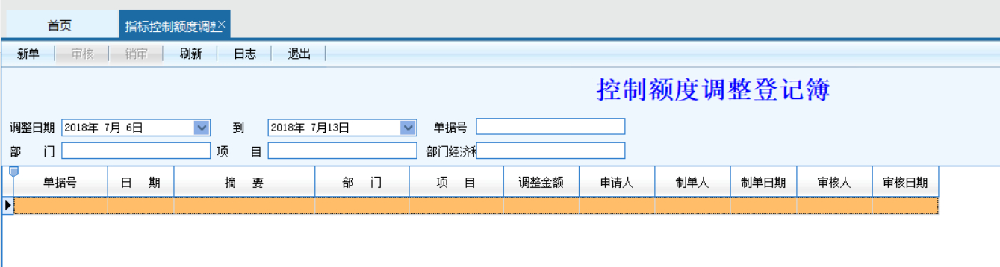 首页 指标控制额度调整
新单 审核 销审 刷新 日志 退出
控制额度调整登记簿
调整日期 2018年 7月 6日 到 2018年 7月13日 单据号
部 门 项 目 部门经济
单据号 日 期 摘 要 部 门 项 目 调整金额 申请人 制单人 制单日期 审核人 审核日期